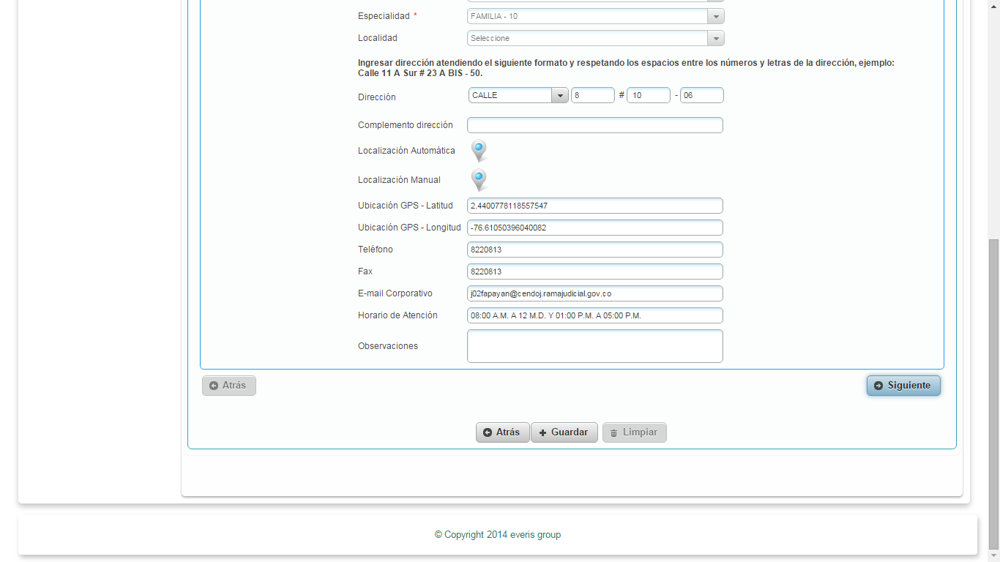 Especialidad * FAMILIA - 10
Localidad Seleccione
Ingresar dirección atendiendo el siguiente formato y respetando los espacios entre los números y letras de la dirección, ejemplo:
Calle 11 A Sur # 23 A BIS - 50.
Dirección CALLE 8 # 10 - 06
Complemento dirección
Localización Automática
Localización Manual
Ubicación GPS - Latitud 2.4400778118557547
Ubicación GPS - Longitud -76.61050396040082
Teléfono 8220813
Fax 8220813
E-mail Corporativo j02fapayan@cendoj.ramajudicial.gov.co
Horario de Atención 08:00 A.M. A 12 M.D. Y 01:00 P.M. A 05:00 P.M.
Observaciones
Atrás Siguiente
Atrás Guardar Limpiar
© Copyright 2014 everis group